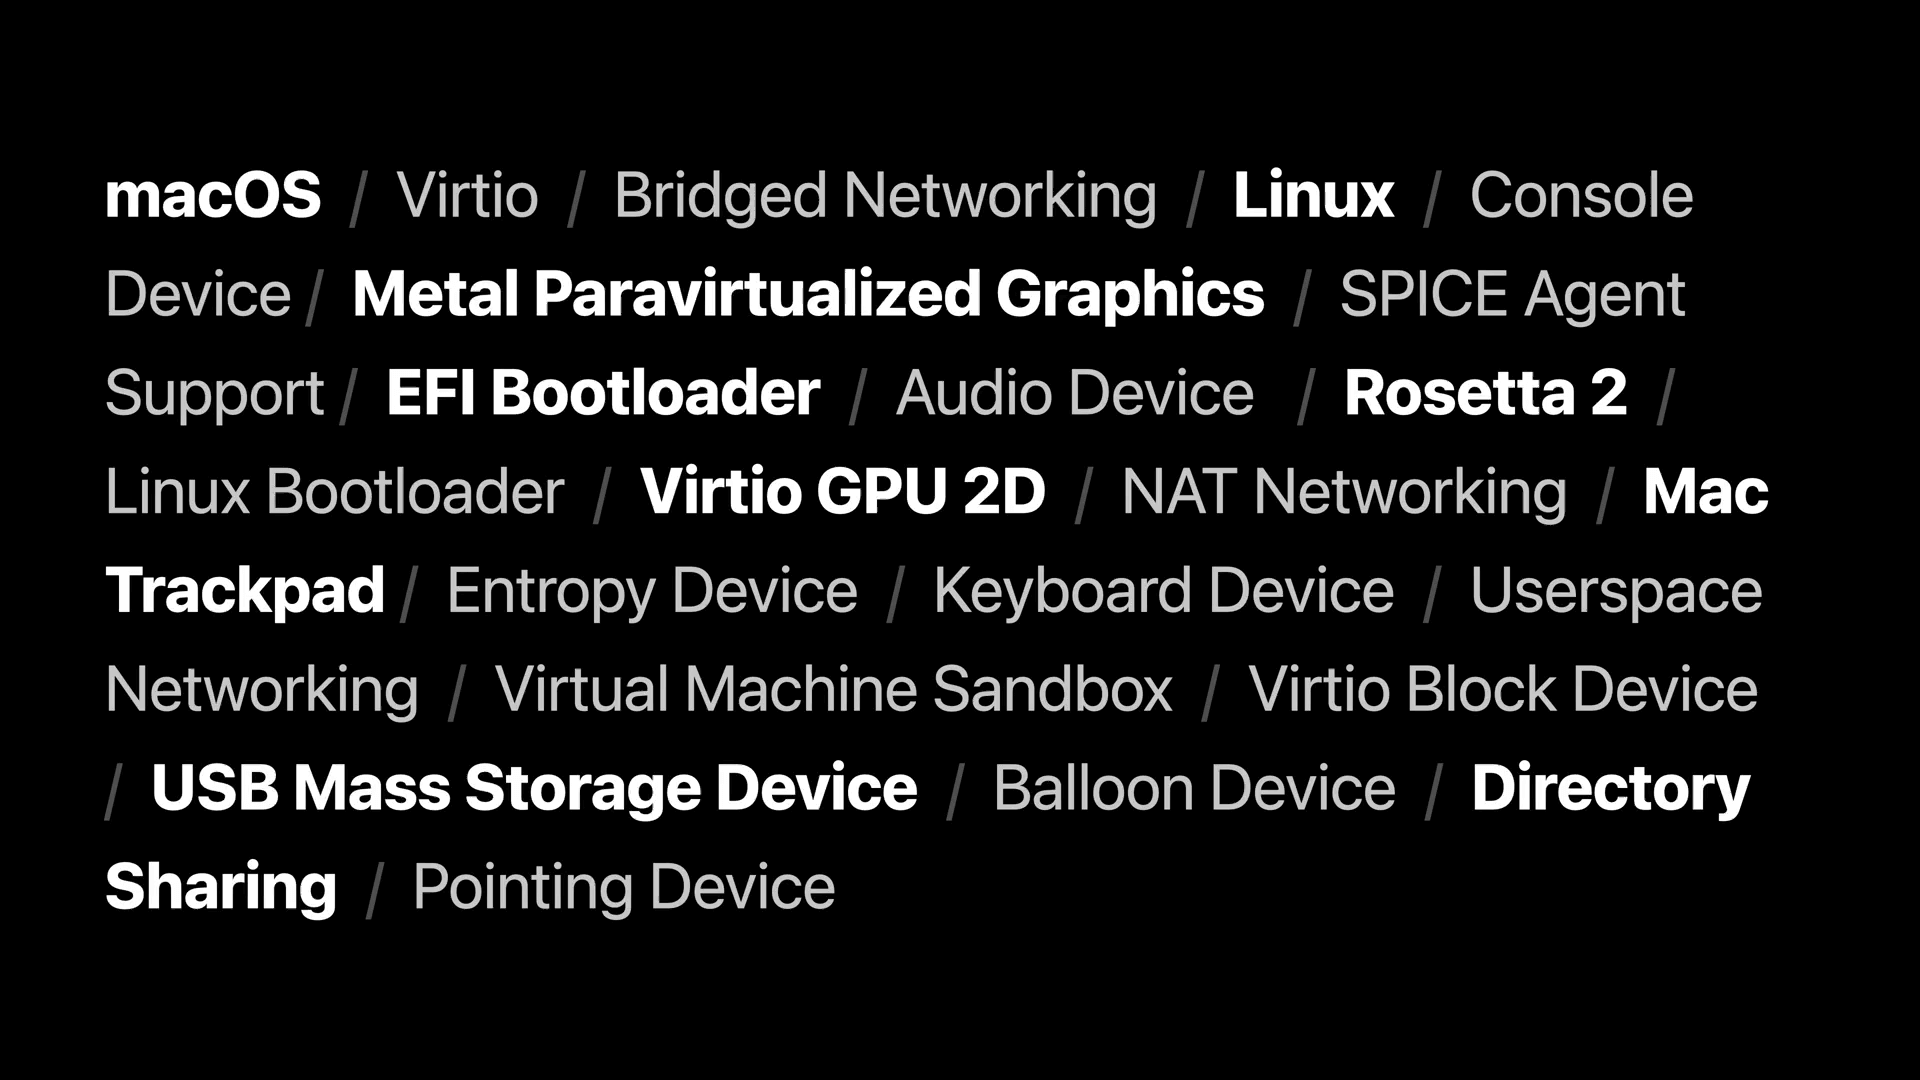 macOS / Virtio / Bridged Networking / Linux / Console
Device / Metal Paravirtualized Graphics / SPICE Agent
Support / EFI Bootloader / Audio Device / Rosetta 2 /
Linux Bootloader / Virtio GPU 2D / NAT Networking / Mac
Trackpad / Entropy Device / Keyboard Device / Userspace
Networking / Virtual Machine Sandbox / Virtio Block Device
/ USB Mass Storage Device / Balloon Device / Directory
Sharing / Pointing Device